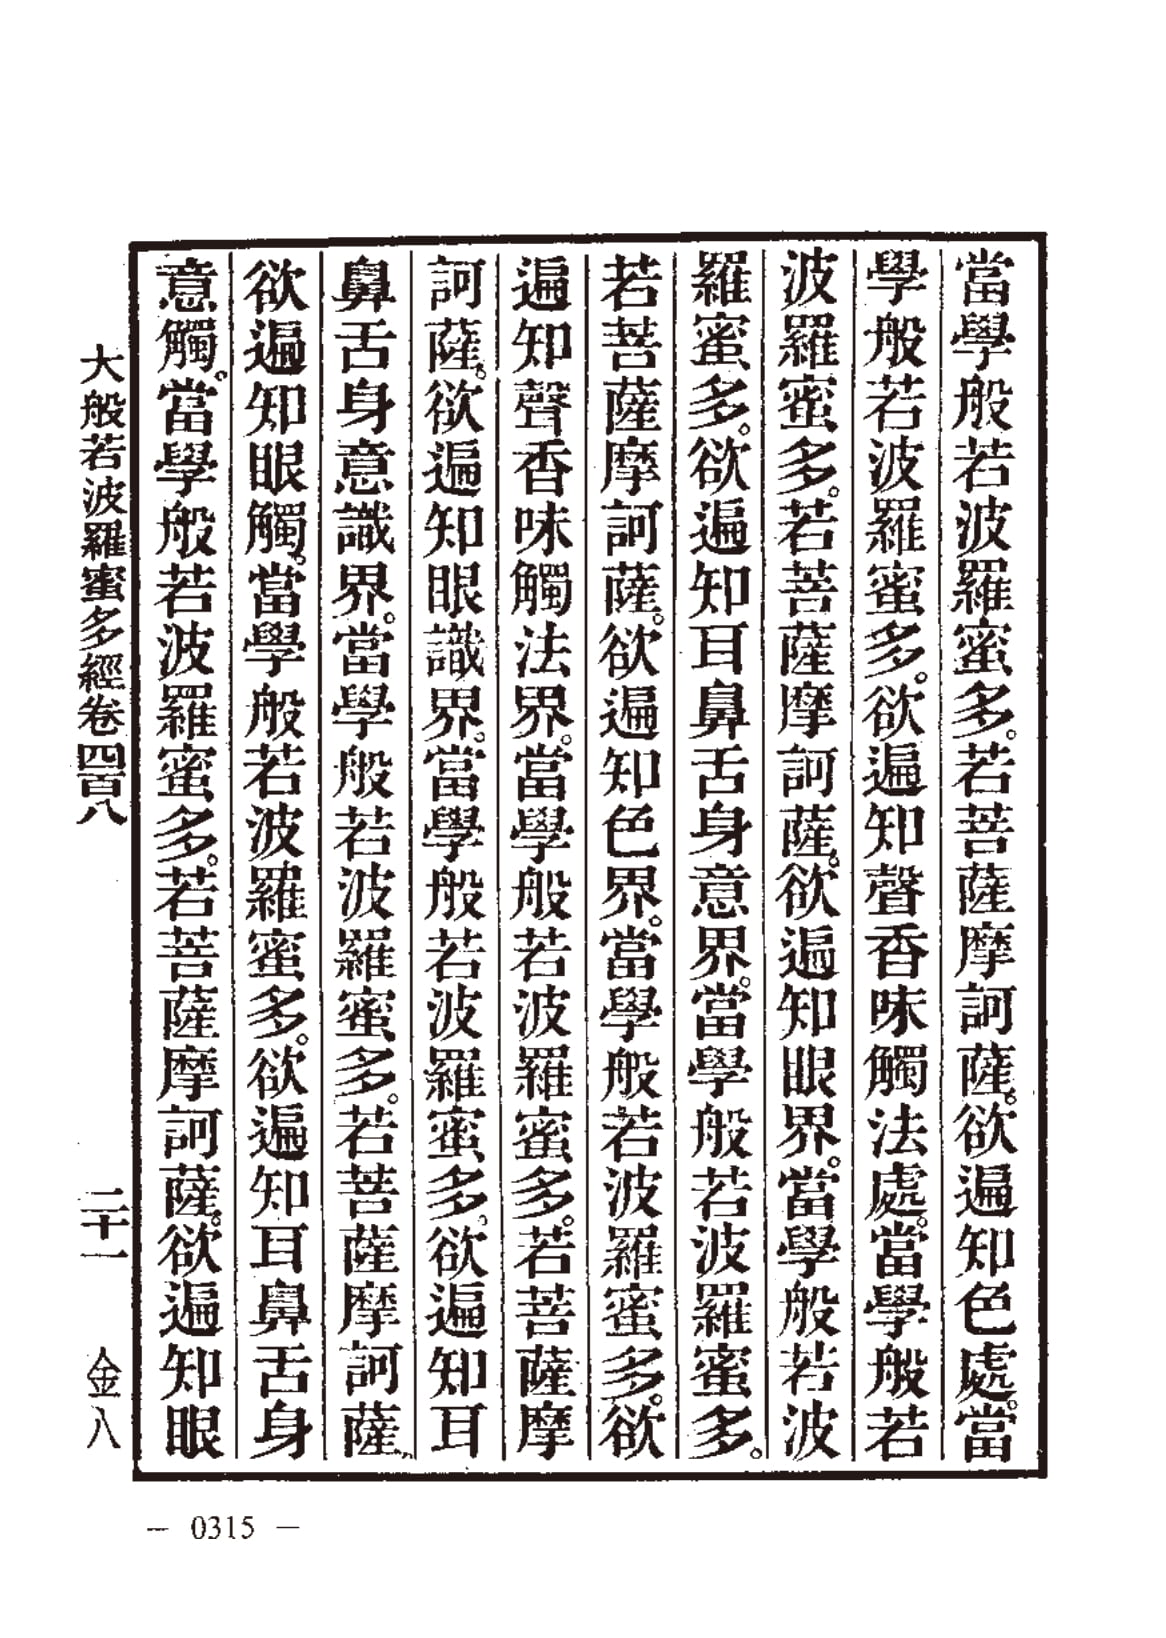 當學般若波羅蜜多。若菩薩摩訶薩。欲遍知色處。當
學般若波羅蜜多。欲遍知聲香味觸法處。當學般若
波羅蜜多。若菩薩摩訶薩。欲遍知眼界。當學般若波
羅蜜多。欲遍知耳鼻舌身意界。當學般若波羅蜜多。
若菩薩摩訶薩。欲遍知色界。當學般若波羅蜜多。欲
遍知聲香味觸法界。當學般若波羅蜜多。若菩薩摩
訶薩。欲遍知眼識界。當學般若波羅蜜多。欲遍知耳
鼻舌身意識界。當學般若波羅蜜多。若菩薩摩訶薩。
欲遍知眼觸。當學般若波羅蜜多。欲遍知耳鼻舌身
意觸。當學般若波羅蜜多。若菩薩摩訶薩。欲遍知眼
大般若波羅蜜多經卷四百八 二十一 金八
— 0315 —